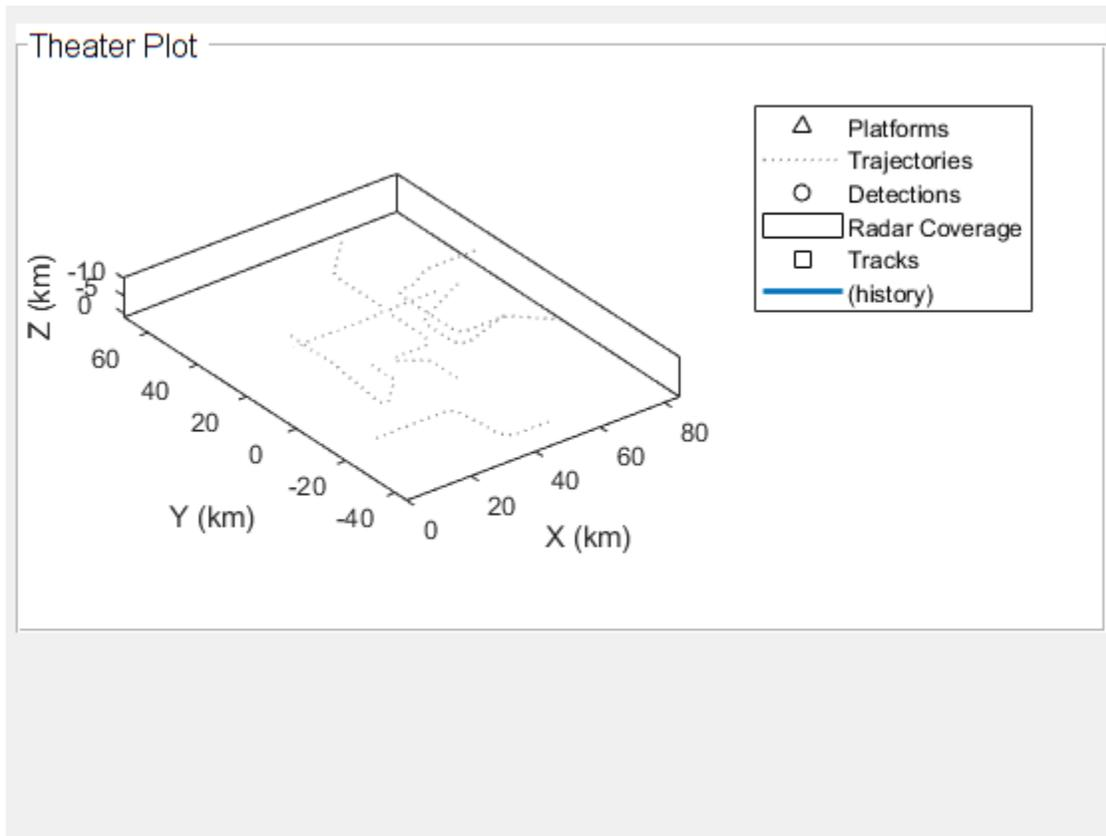 Theater Plot
Platforms
Trajectories
Detections
Radar Coverage
Tracks
(history)
Z (km)
-10
-5
0
60
40
20
0
-20
-40
Y (km)
0
20
40
60
80
X (km)